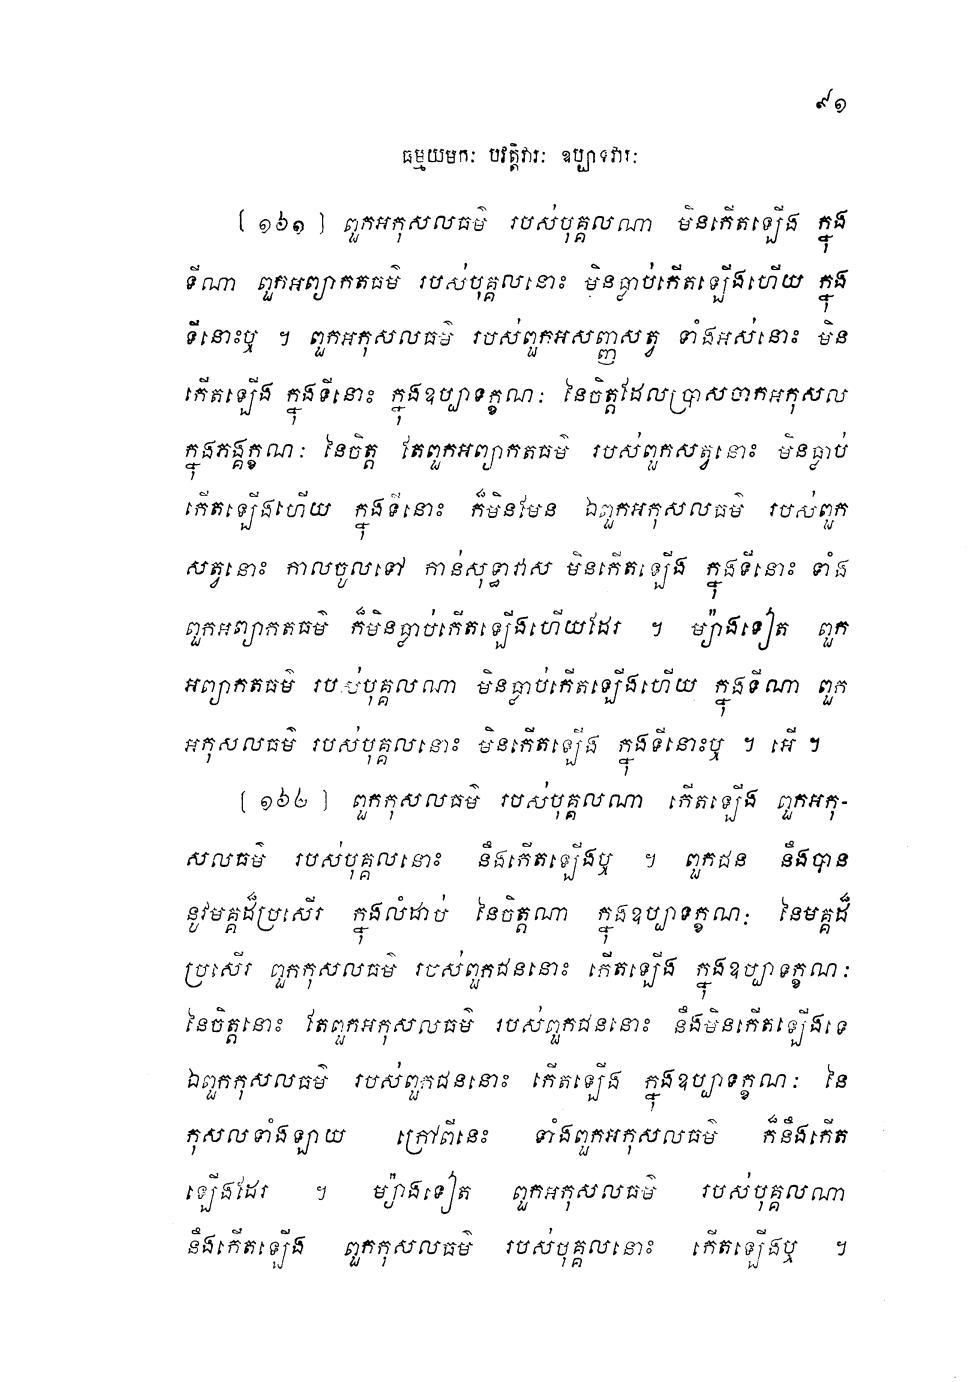 ៩១
ធម្មយមកៈ បវត្តិវារៈ ឧប្បាទវារៈ
[១៦១] ពួកអកុសលធម៌ របស់បុគ្គលណា មិនកើតឡើង ក្នុង
ទីណា ពួកអព្យាកតធម៌ របស់បុគ្គលនោះ មិនធ្លាប់កើតឡើងហើយ ក្នុង
ទីនោះឬ ។ ពួកអកុសលធម៌ របស់ពួកអសញ្ញសត្វ ទាំងអស់នោះ មិន
កើតឡើង ក្នុងទីនោះ ក្នុងឧប្បាទក្ខណៈ នៃចិត្តដែលប្រាសចាកអកុសល
ក្នុងភង្គក្ខណៈ នៃចិត្ត តែពួកអព្យាកតធម៌ របស់ពួកសត្វនោះ មិនធ្លាប់
កើតឡើងហើយ ក្នុងទីនោះ ក៏មិនមែន ឯពួកអកុសលធម៌ របស់ពួក
សត្វនោះ កាលចូលទៅ កាន់សុទ្ធាវាស មិនកើតឡើង ក្នុងទីនោះ ទាំង
ពួកអព្យាកតធម៌ ក៏មិនធ្លាប់កើតឡើងហើយដែរ ។ ម្យ៉ាងទៀត ពួក
អព្យាកតធម៌ របស់បុគ្គលណា មិនធ្លាប់កើតឡើងហើយ ក្នុងទីណា ពួក
អកុសលធម៌ របស់បុគ្គលនោះ មិនកើតឡើង ក្នុងទីនោះឬ ។ អើ ។
[១៦២] ពួកកុសលធម៌ របស់បុគ្គលណា កើតឡើង ពួកអកុ-
សលធម៌ របស់បុគ្គលនោះ នឹងកើតឡើងឬ ។ ពួកជន នឹងបាន
នូវមគ្គដ៏ប្រសើរ ក្នុងលំដាប់ នៃចិត្តណា ក្នុងឧប្បាទក្ខណៈ នៃមគ្គដ៏
ប្រសើរ ពួកកុសលធម៌ របស់ពួកជននោះ កើតឡើង ក្នុងឧប្បាទក្ខណៈ
នៃចិត្តនោះ តែពួកអកុសលធម៌ របស់ពួកជននោះ នឹងមិនកើតឡើងទេ
ឯពួកកុសលធម៌ របស់ពួកជននោះ កើតឡើង ក្នុងឧប្បាទក្ខណៈ នៃ
កុសលទាំងឡាយ ក្រៅពីនេះ ទាំងពួកអកុសលធម៌ ក៏នឹងកើត
ឡើងដែរ ។ ម្យ៉ាងទៀត ពួកអកុសលធម៌ របស់បុគ្គលណា
នឹងកើតឡើង ពួកកុសលធម៌ របស់បុគ្គលនោះ កើតឡើងឬ ។